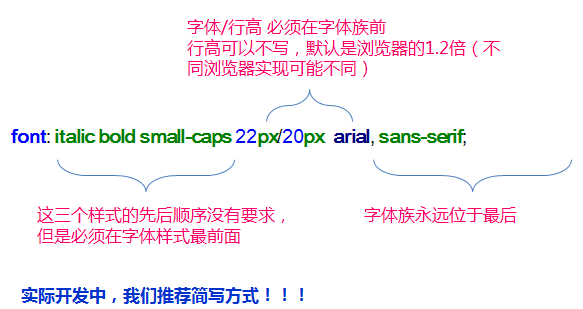 字体/行高 必须在字体族前
行高可以不写，默认是浏览器的1.2倍（不
同浏览器实现可能不同）
font: italic bold small-caps 22px/20px  arial, sans-serif;
这三个样式的先后顺序没有要求，
但是必须在字体样式最前面
字体族永远位于最后
实际开发中，我们推荐简写方式！！！